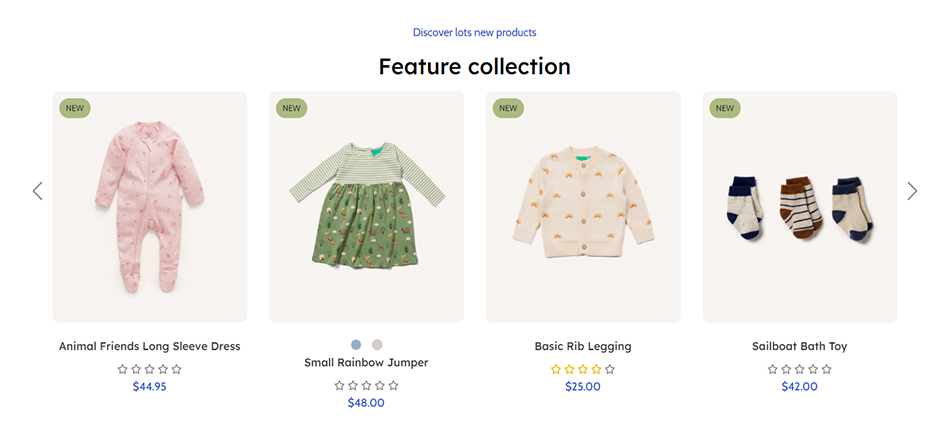 Discover lots new products
Feature collection
NEW
NEW
NEW
NEW
Animal Friends Long Sleeve Dress
$44.95
Small Rainbow Jumper
$48.00
Basic Rib Legging
$25.00
Sailboat Bath Toy
$42.00